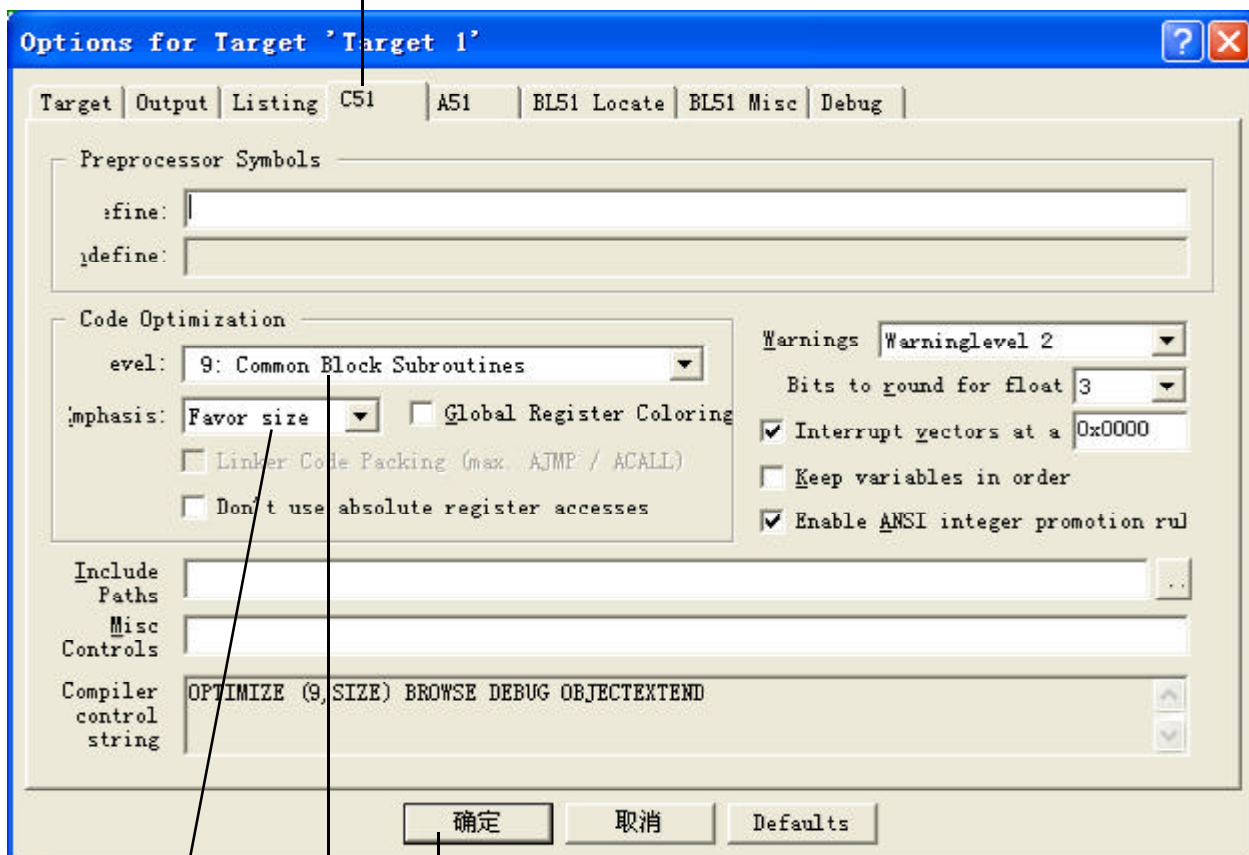 Options for Target 'Target 1'
Target Output Listing C51 A51 BL51 Locate BL51 Misc Debug
Preprocessor Symbols
efine:
define:
Code Optimization
evel: 9: Common Block Subroutines
mphasis: Favor size Global Register Coloring
Linker Code Packing (max. AJMP / ACALL)
Don't use absolute register accesses
Warnings Warninglevel 2
Bits to round for float 3
Interrupt vectors at a 0x0000
Keep variables in order
Enable ANSI integer promotion rul
Include
Paths
..
Misc
Controls
Compiler
control
string
OPTIMIZE (9,SIZE) BROWSE DEBUG OBJECTEXTEND
确定 取消 Defaults